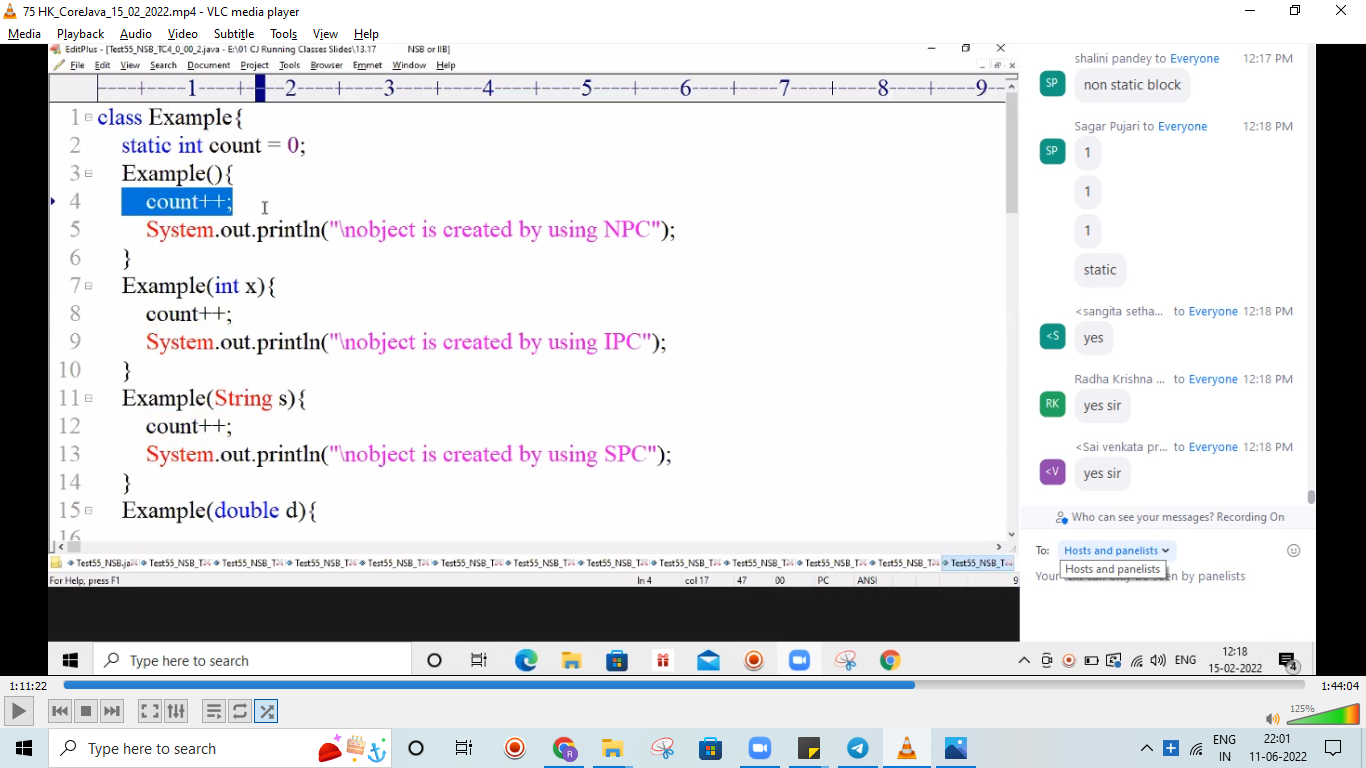 75 HK_CoreJava_15_02_2022.mp4 - VLC media player
Media Playback Audio Video Subtitle Tools View Help
EditPlus - [Test55_NSB_TC4_0_00_2.java - E:\01 CJ Running Classes Slides\13.17 NSB or IIB]
File Edit View Search Document Project Tools Browser Emmet Window Help
----+----1----+----2----+----3----+----4----+----5----+----6----+----7----+----8----+----9--
1 class Example{
2 static int count = 0;
3 Example(){
4 count++;
5 System.out.println("\nobject is created by using NPC");
6 }
7 Example(int x){
8 count++;
9 System.out.println("\nobject is created by using IPC");
10 }
11 Example(String s){
12 count++;
13 System.out.println("\nobject is created by using SPC");
14 }
15 Example(double d){
16
Test55_NSB.ja Test55_NSB_T Test55_NSB_T Test55_NSB_T Test55_NSB_T Test55_NSB_T Test55_NSB_T Test55_NSB_T Test55_NSB_T Test55_NSB_T Test55_NSB_T Test55_NSB_T Test55_NSB_T
For Help, press F1 ln 4 col 17 47 00 PC ANSI 9
shalini pandey to Everyone 12:17 PM
SP non static block
Sagar Pujari to Everyone 12:18 PM
SP 1
1
1
static
<sangita setha... to Everyone 12:18 PM
<S yes
Radha Krishna ... to Everyone 12:18 PM
RK yes sir
<Sai venkata pr... to Everyone 12:18 PM
<V yes sir
Who can see your messages? Recording On
To: Hosts and panelists
Hosts and panelists
Your n by panelists
Type here to search
ENG 12:18
15-02-2022
4
1:11:22 1:44:04
125%
Type here to search
ENG 22:01
IN 11-06-2022